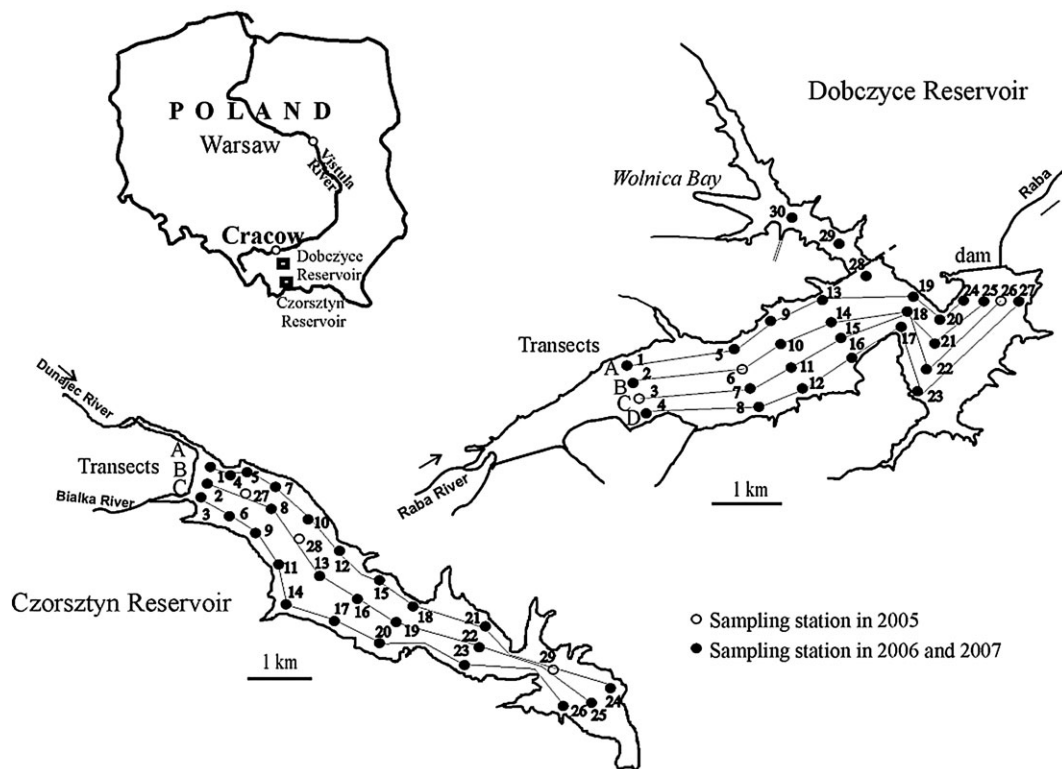 POLAND
Warsaw
Vistula
River
Cracow
Dobczyce
Reservoir
Czorsztyn
Reservoir
Dobczyce Reservoir
Wolnica Bay
Raba
dam
30
29
28
13
19
24 25 26 27
9
14
18
20
5
10
15
17
21
16
22
Transects
1
A
2
6
11
B
3
7
12
23
C
4
8
D
Raba River
1 km
Dunajec River
Transects
A
B
C
Bialka River
1
4
5
7
2
27
8
10
3
6
9
28
12
11
13
15
14
16
18
17
19
21
20
22
23
29
24
25
26
Czorsztyn Reservoir
1 km
Sampling station in 2005
Sampling station in 2006 and 2007